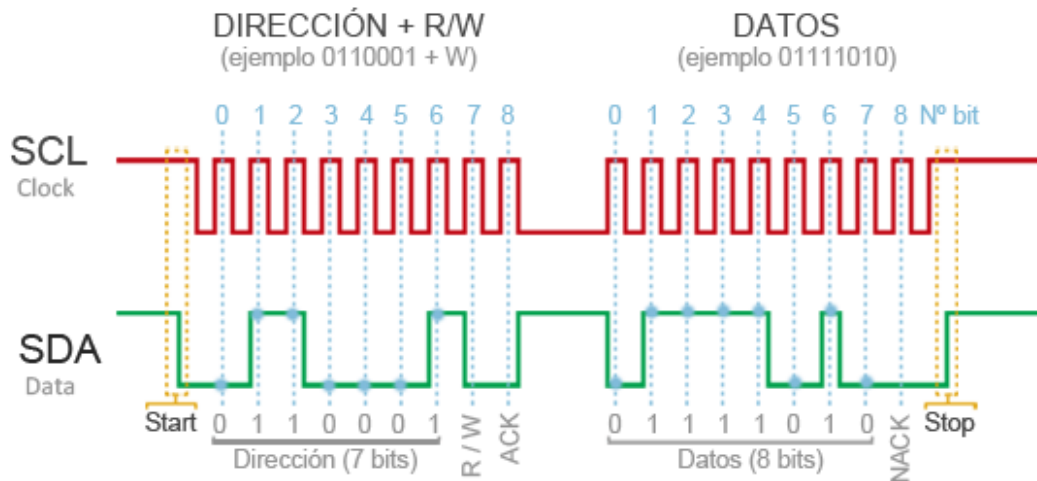 DIRECCIÓN + R/W
(ejemplo 0110001 + W)
DATOS
(ejemplo 01111010)
0 1 2 3 4 5 6 7 8
0 1 2 3 4 5 6 7 8 Nº bit
SCL
Clock
SDA
Data
Start
0 1 1 0 0 0 1 R / W ACK
Dirección (7 bits)
0 1 1 1 1 0 1 0 NACK
Datos (8 bits)
Stop